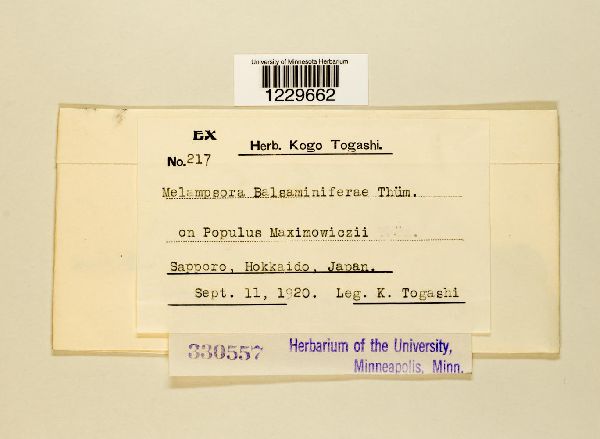 University of Minnesota Herbarium
1229662
EX
Herb. Kogo Togashi.
No. 217
Melampsora Balsaminiferae Thüm.
on Populus Maximowiczii
Sapporo, Hokkaido, Japan.
Sept. 11, 1920. Leg. K. Togashi
330557 Herbarium of the University,
Minneapolis, Minn.